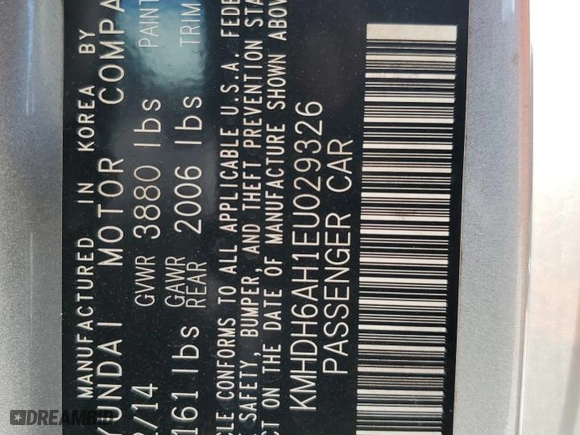 MANUFACTURED IN KOREA BY
YUNDAI MOTOR COMPA
/14 GVWR 3880 lbs PAINT
161 lbs GAWR REAR 2006 lbs TRIM
CLE CONFORMS TO ALL APPLICABLE U.S.A. FEDE
SAFETY, BUMPER, AND THEFT PREVENTION STA
CT ON THE DATE OF MANUFACTURE SHOWN ABOV
KMHDH6AH1EU029326
PASSENGER CAR
DREAMBID